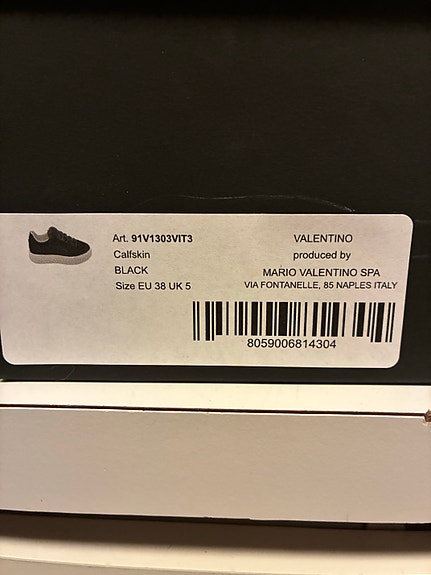 Art. 91V1303VIT3
Calfskin
BLACK
Size EU 38 UK 5
VALENTINO
produced by
MARIO VALENTINO SPA
VIA FONTANELLE, 85 NAPLES ITALY
8059006814304